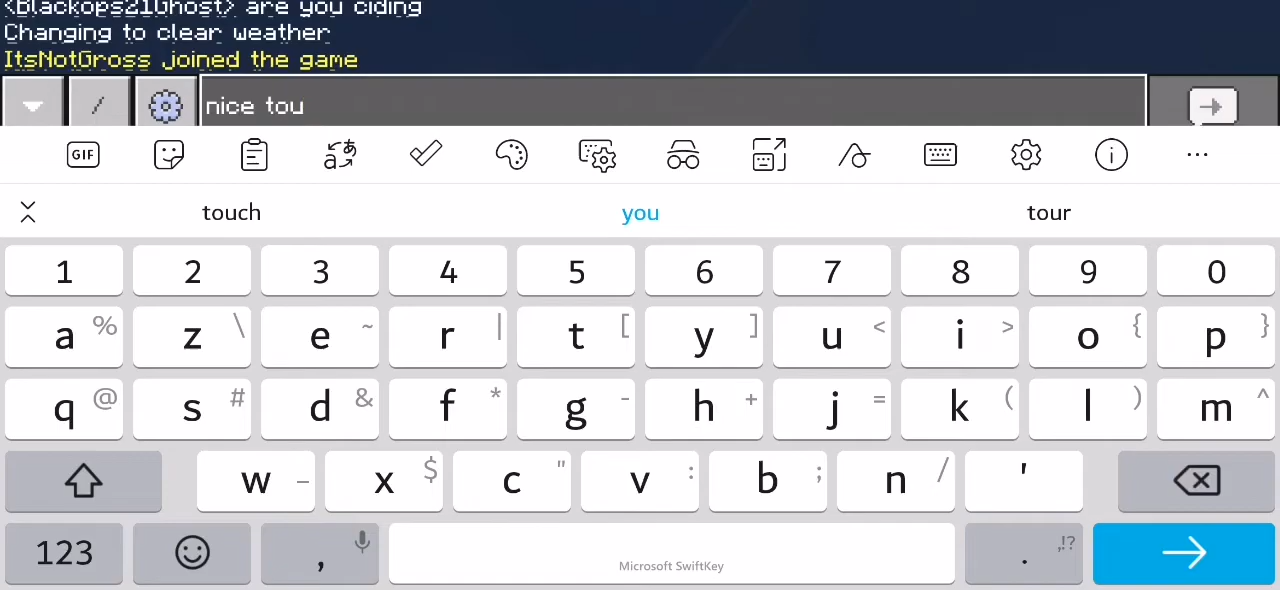 <Blackops21Ghost> are you ciding
Changing to clear weather
ItsNotGross joined the game
/ nice tou
GIF
touch you tour
1 2 3 4 5 6 7 8 9 0
a % z \ e ~ r | t [ y ] u < i > o { p }
q @ s # d & f * g - h + j = k ( l ) m ^
w _ x $ c " v : b ; n / '
123 , Microsoft SwiftKey . ,!?